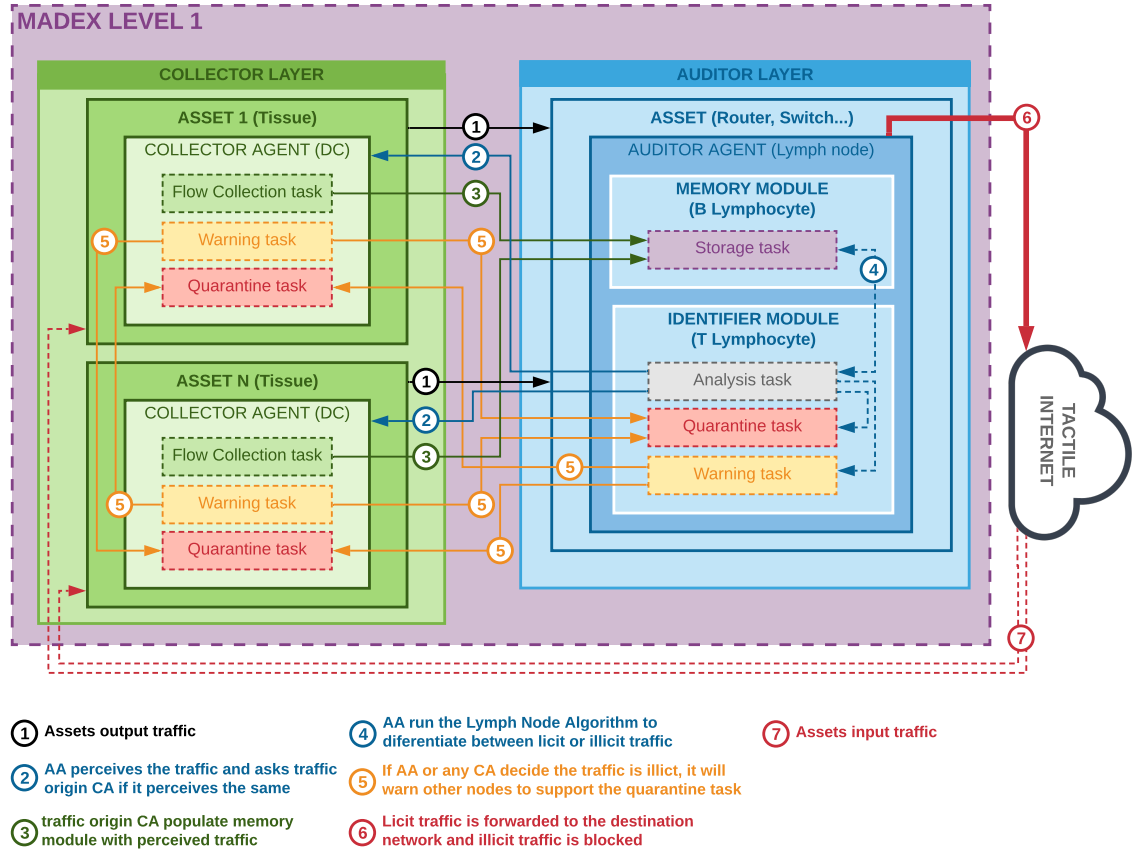 MADEX LEVEL 1
COLLECTOR LAYER
ASSET 1 (Tissue)
COLLECTOR AGENT (DC)
Flow Collection task
Warning task
Quarantine task
ASSET N (Tissue)
COLLECTOR AGENT (DC)
Flow Collection task
Warning task
Quarantine task
5
5
1
2
3
5
1
2
3
5
5
5
AUDITOR LAYER
ASSET (Router, Switch...)
AUDITOR AGENT (Lymph node)
MEMORY MODULE
(B Lymphocyte)
Storage task
4
IDENTIFIER MODULE
(T Lymphocyte)
Analysis task
Quarantine task
Warning task
6
TACTILE
INTERNET
7
1 Assets output traffic
2 AA perceives the traffic and asks traffic
origin CA if it perceives the same
3 traffic origin CA populate memory
module with perceived traffic
4 AA run the Lymph Node Algorithm to
diferentiate between licit or illicit traffic
5 If AA or any CA decide the traffic is illict, it will
warn other nodes to support the quarantine task
6 Licit traffic is forwarded to the destination
network and illicit traffic is blocked
7 Assets input traffic